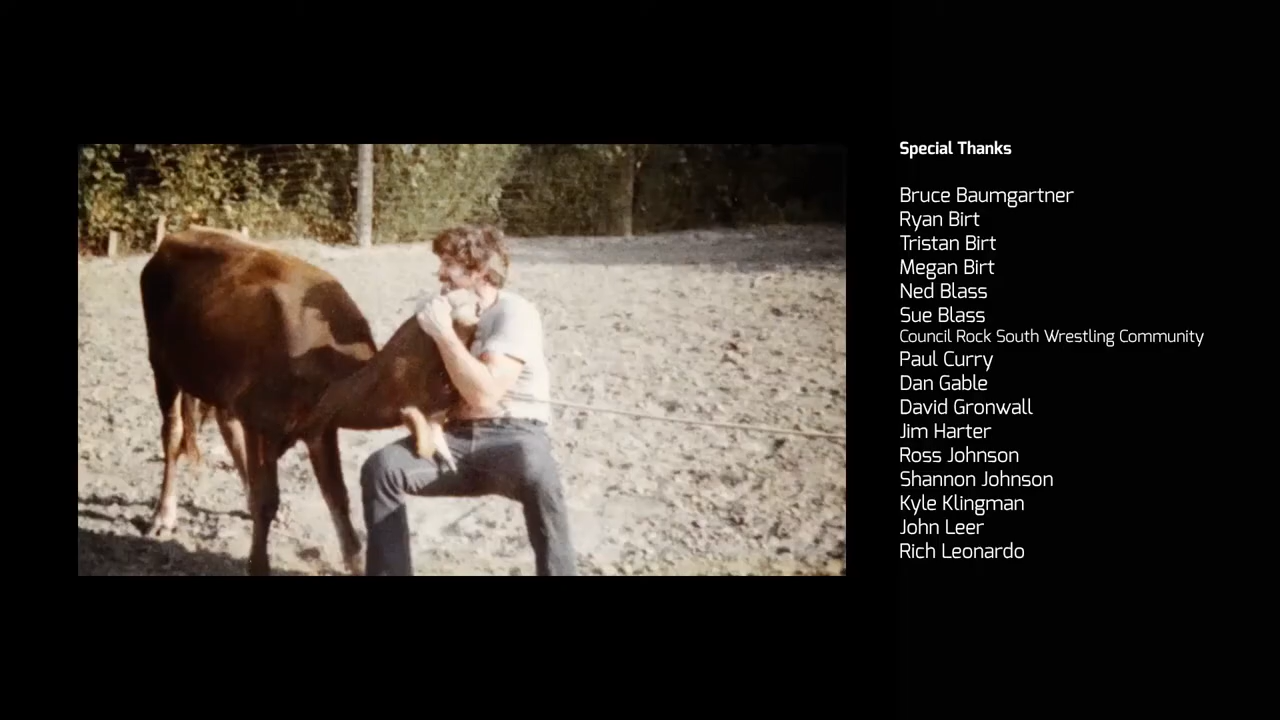 Special Thanks
Bruce Baumgartner
Ryan Birt
Tristan Birt
Megan Birt
Ned Blass
Sue Blass
Council Rock South Wrestling Community
Paul Curry
Dan Gable
David Gronwall
Jim Harter
Ross Johnson
Shannon Johnson
Kyle Klingman
John Leer
Rich Leonardo